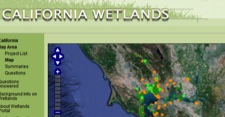 CALIFORNIA WETLANDS
California
Bay Area
Project List
Map
Summaries
Questions
Questions
Answered
Background Info on
Wetlands
About Wetlands
Portal